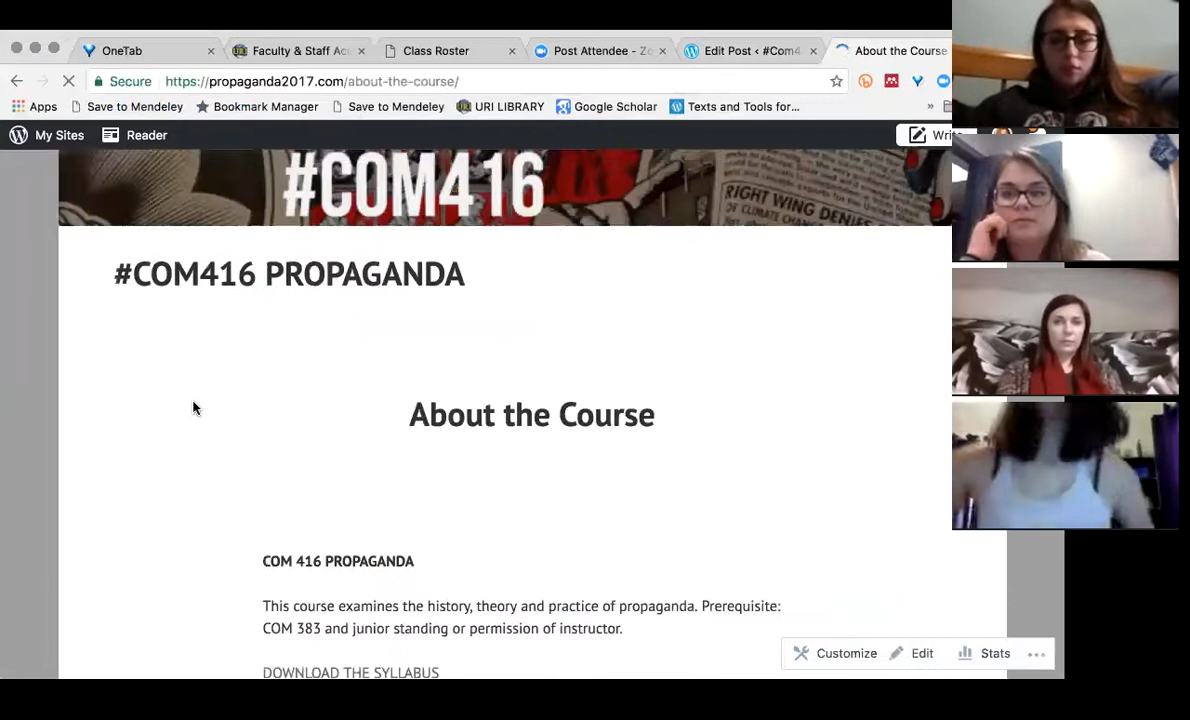 OneTab
Faculty & Staff Ac
Class Roster
Post Attendee - Zo
Edit Post ‹ #Com4
About the Course
Secure
https://propaganda2017.com/about-the-course/
Apps
Save to Mendeley
Bookmark Manager
Save to Mendeley
URI LIBRARY
Google Scholar
Texts and Tools for...
»
My Sites
Reader
Writ
#COM416
RIGHT WING DENIES
OF CLIMATE CHAN
#COM416 PROPAGANDA
About the Course
COM 416 PROPAGANDA
This course examines the history, theory and practice of propaganda. Prerequisite:
COM 383 and junior standing or permission of instructor.
DOWNLOAD THE SYLLABUS
Customize
Edit
Stats